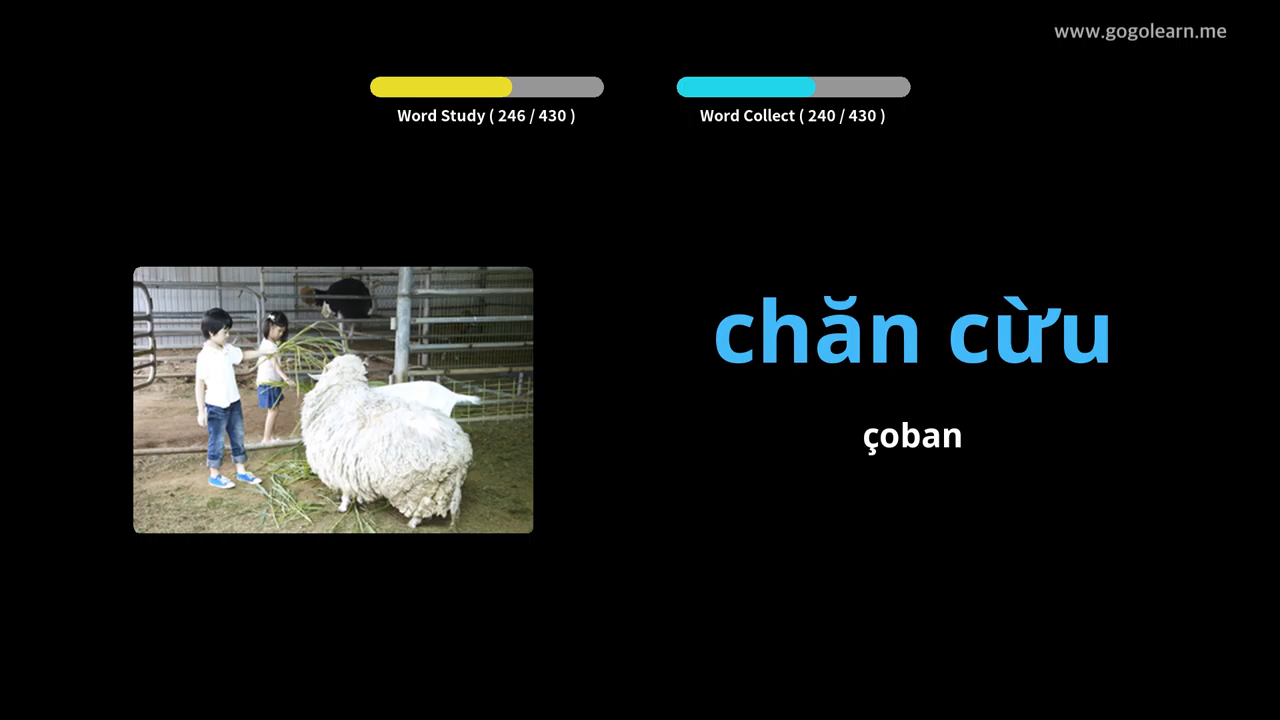 www.gogolearn.me
Word Study ( 246 / 430 )
Word Collect ( 240 / 430 )
chăn cừu
çoban